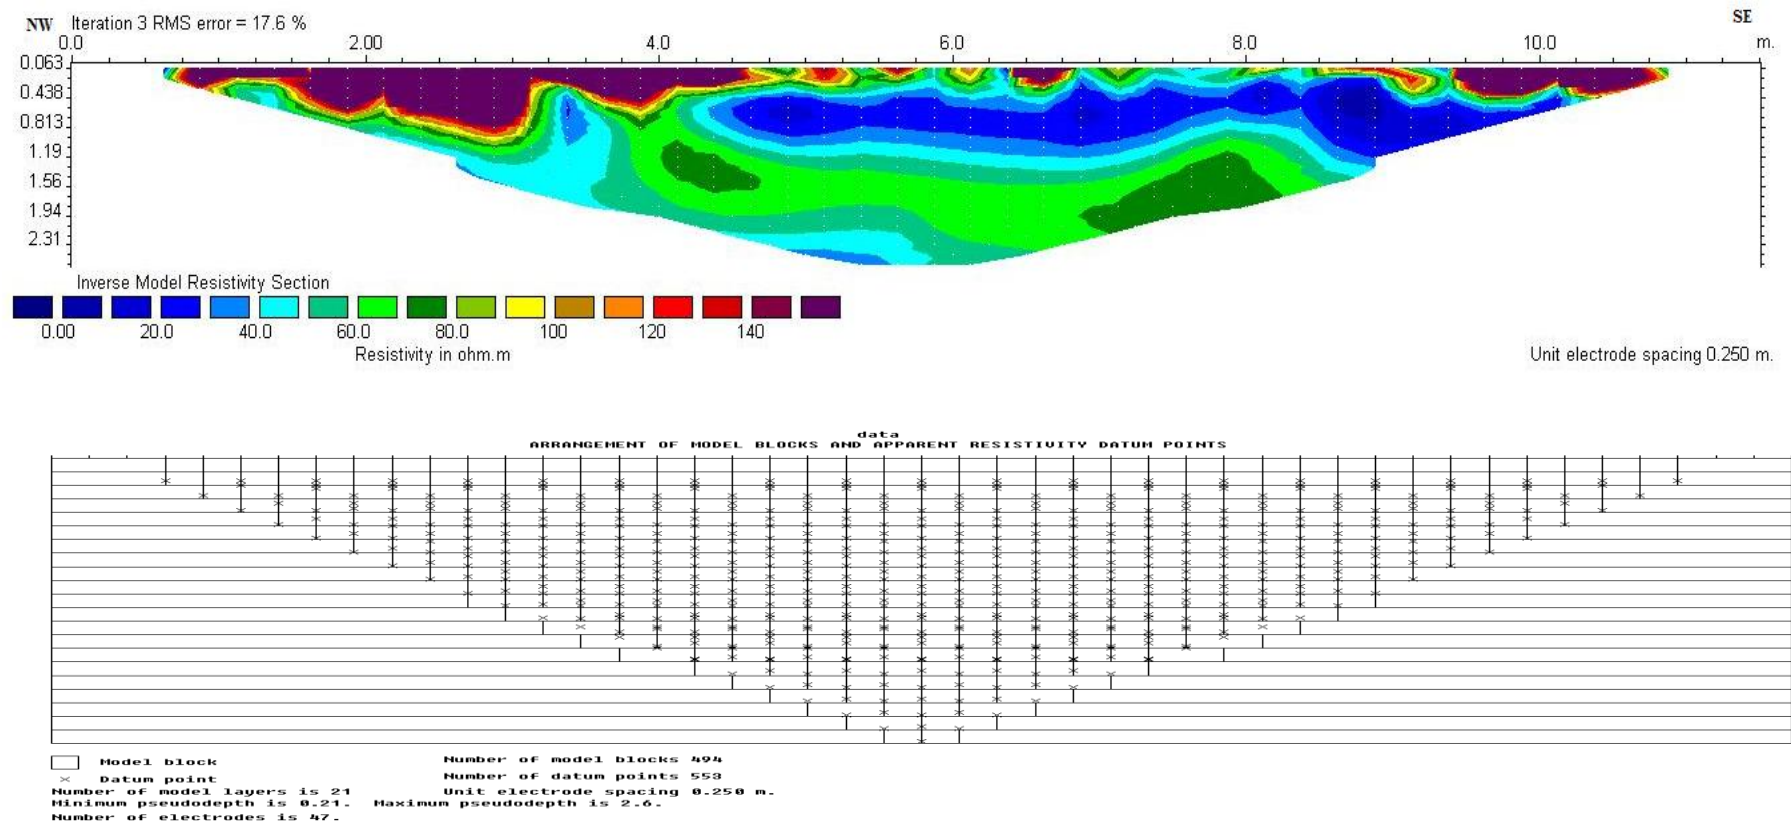 NW Iteration 3 RMS error = 17.6 % SE
0.0 2.00 4.0 6.0 8.0 10.0 m.
0.063
0.438
0.813
1.19
1.56
1.94
2.31
Inverse Model Resistivity Section
0.00 20.0 40.0 60.0 80.0 100 120 140
Resistivity in ohm.m Unit electrode spacing 0.250 m.
data
ARRANGEMENT OF MODEL BLOCKS AND APPARENT RESISTIVITY DATUM POINTS
Model block Number of model blocks 494
Datum point Number of datum points 553
Number of model layers is 21 Unit electrode spacing 0.250 m.
Minimum pseudodepth is 0.21. Maximum pseudodepth is 2.6.
Number of electrodes is 47.